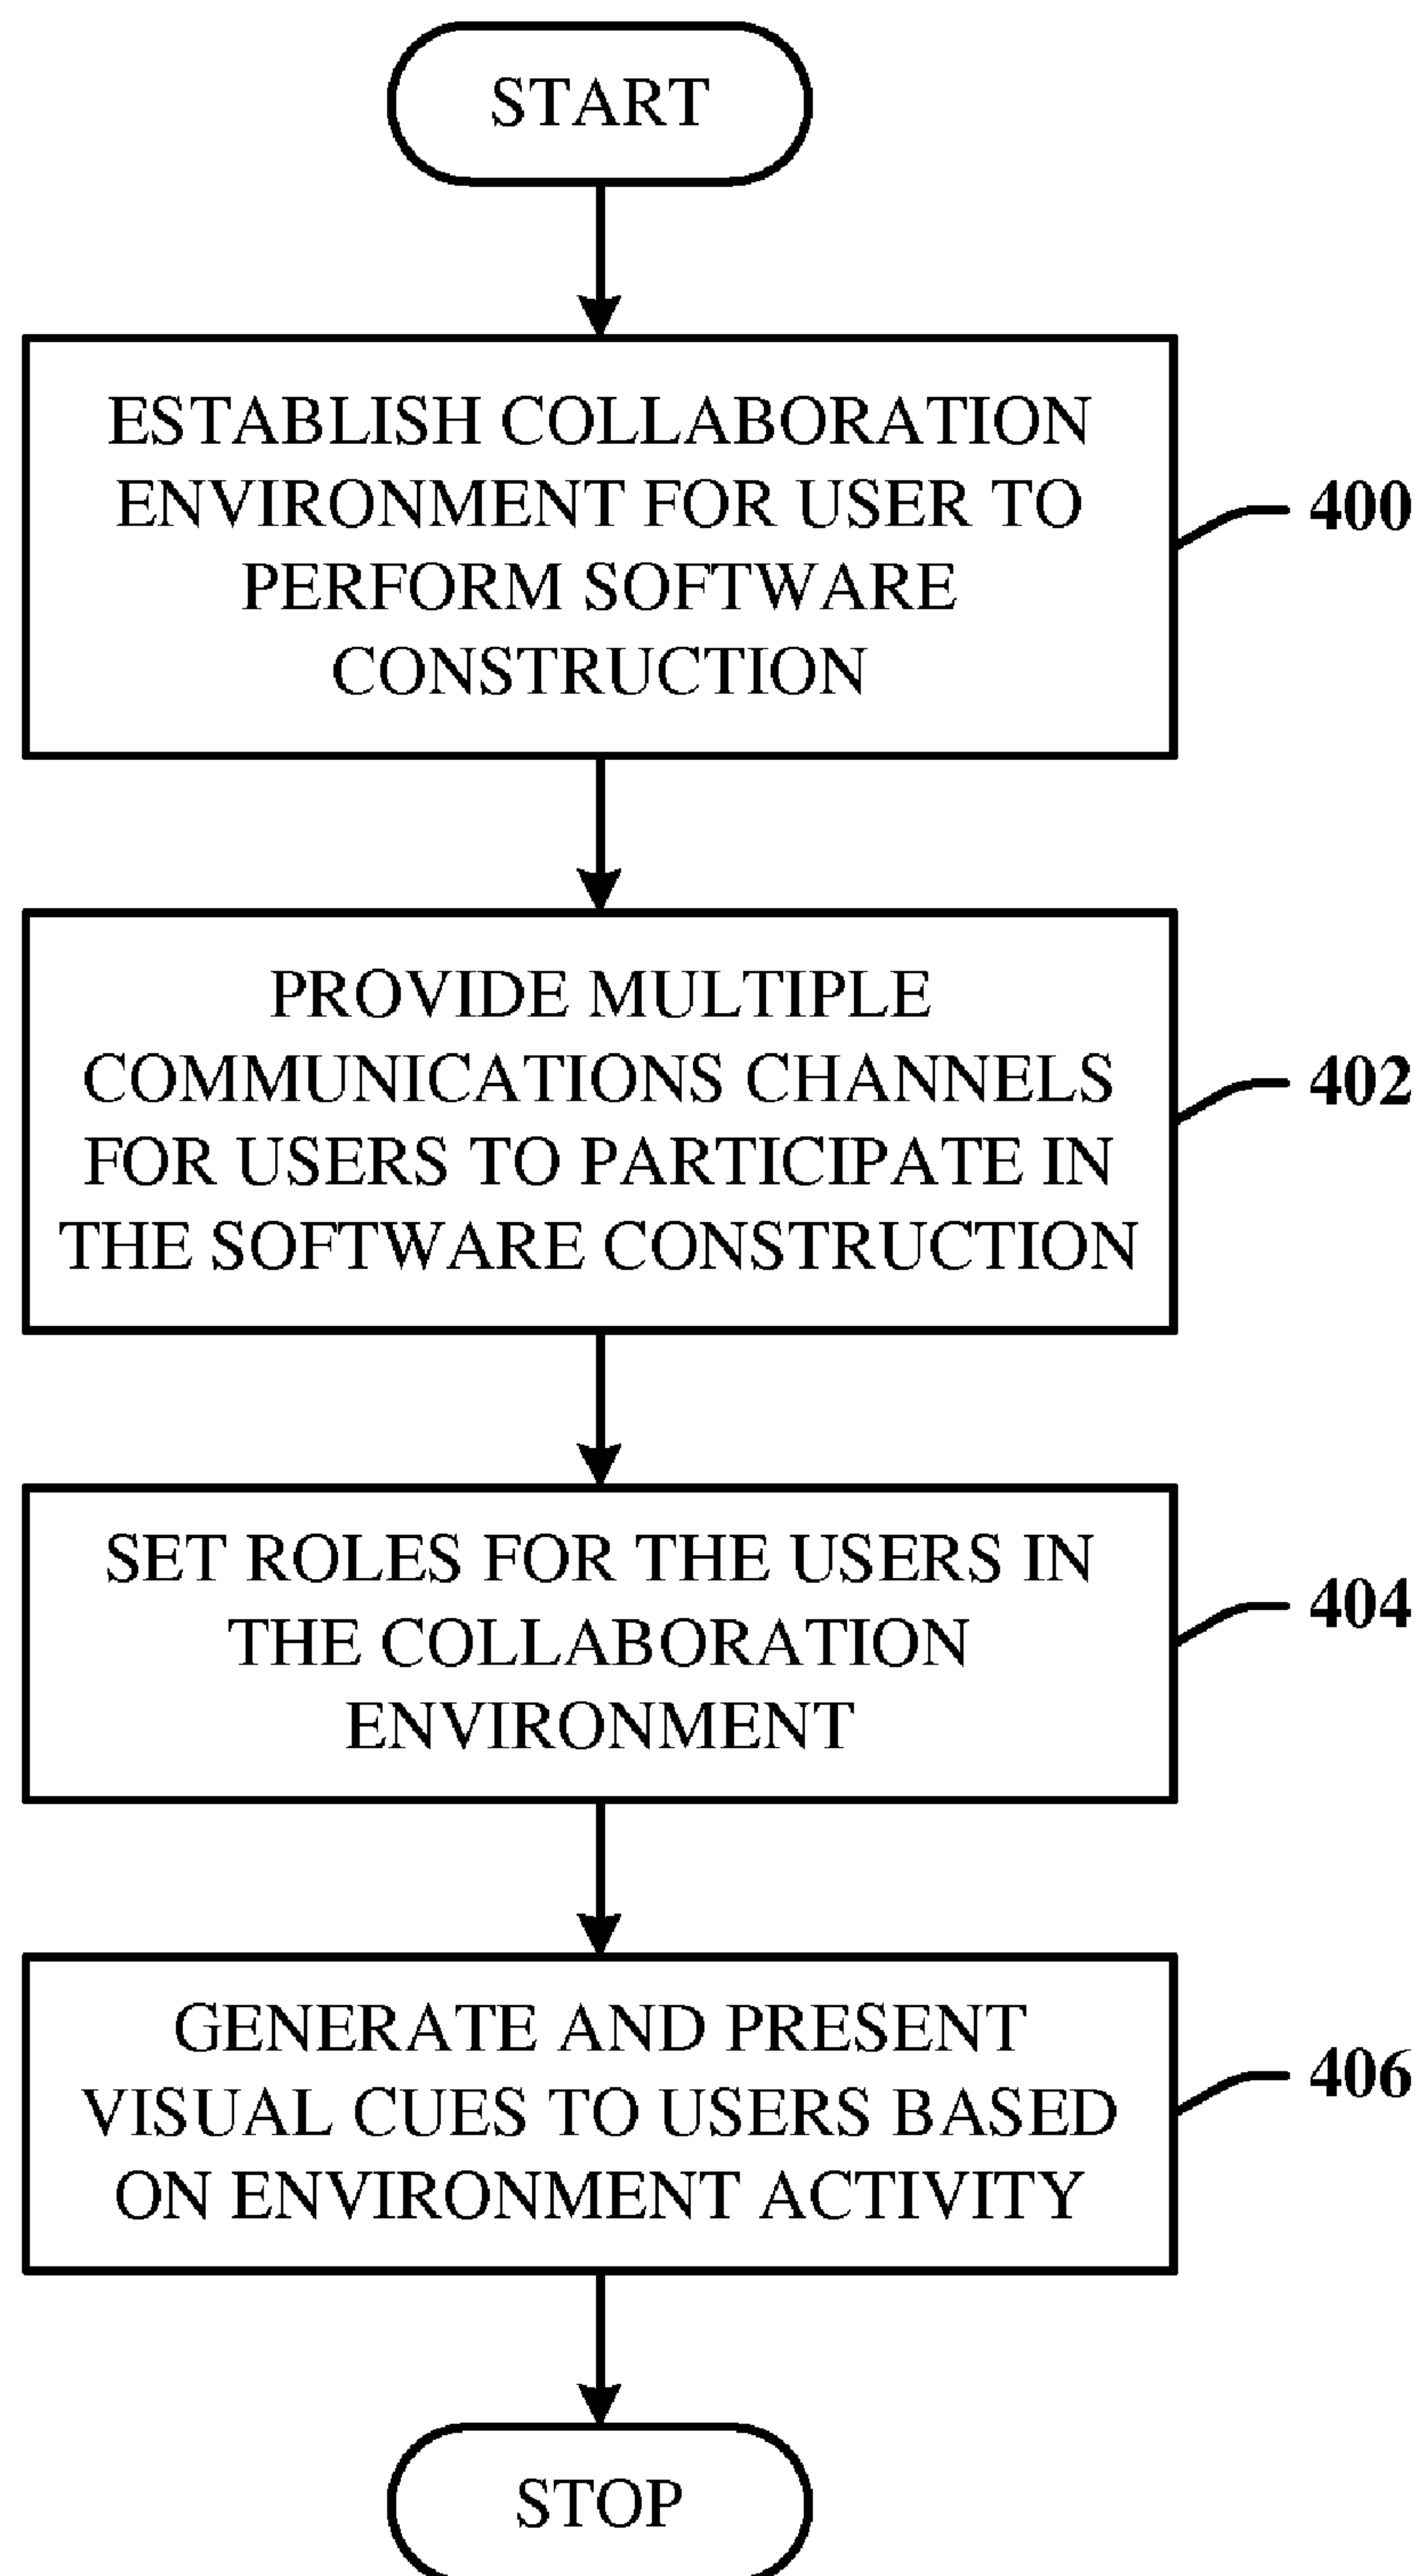 START
ESTABLISH COLLABORATION
ENVIRONMENT FOR USER TO
PERFORM SOFTWARE
CONSTRUCTION
400
PROVIDE MULTIPLE
COMMUNICATIONS CHANNELS
FOR USERS TO PARTICIPATE IN
THE SOFTWARE CONSTRUCTION
402
SET ROLES FOR THE USERS IN
THE COLLABORATION
ENVIRONMENT
404
GENERATE AND PRESENT
VISUAL CUES TO USERS BASED
ON ENVIRONMENT ACTIVITY
406
STOP